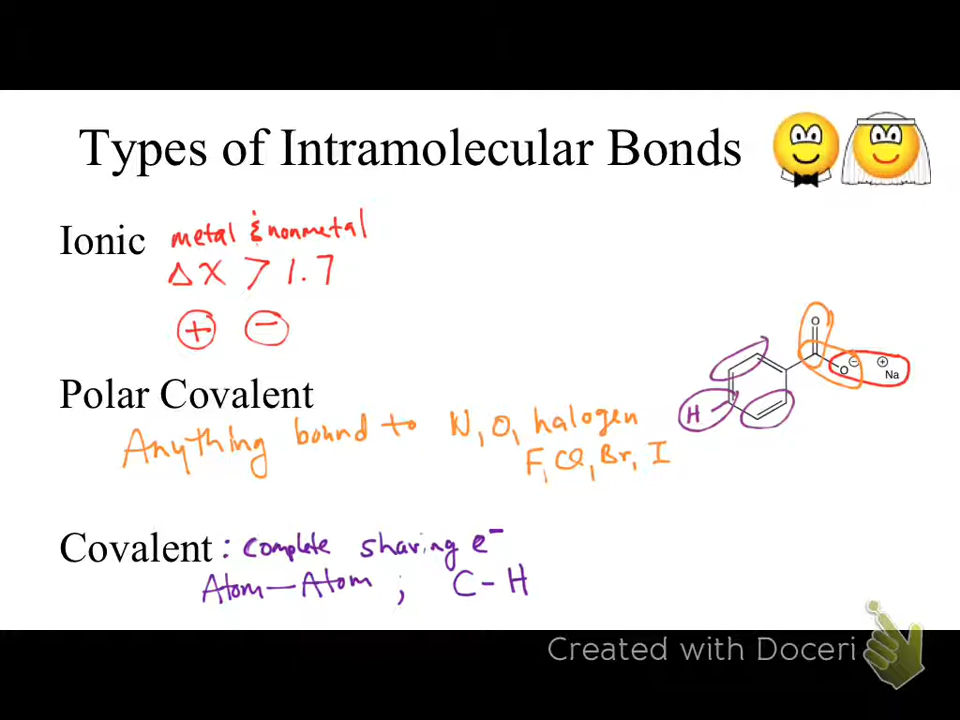 Types of Intramolecular Bonds
Ionic metal & nonmetal
ΔX > 1.7
+ −
Polar Covalent
Anything bound to N, O, halogen
F, Cl, Br, I
O
O − + Na
H
Covalent : complete sharing e⁻
Atom—Atom ; C-H
Created with Doceri